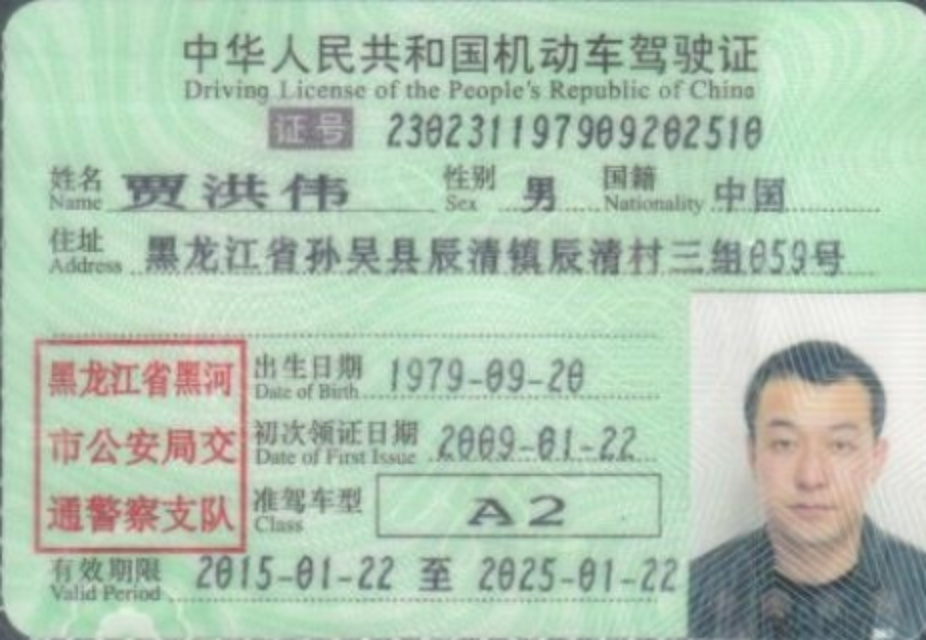 中华人民共和国机动车驾驶证
Driving License of the People's Republic of China
证号 230231197909202510
姓名 贾洪伟 性别 男 国籍 中国
Name Sex Nationality
住址 黑龙江省孙吴县辰清镇辰清村三组059号
Address
黑龙江省黑河
市公安局交
通警察支队
出生日期 1979-09-20
Date of Birth
初次领证日期 2009-01-22
Date of First Issue
准驾车型 A2
Class
有效期限 2015-01-22 至 2025-01-22
Valid Period